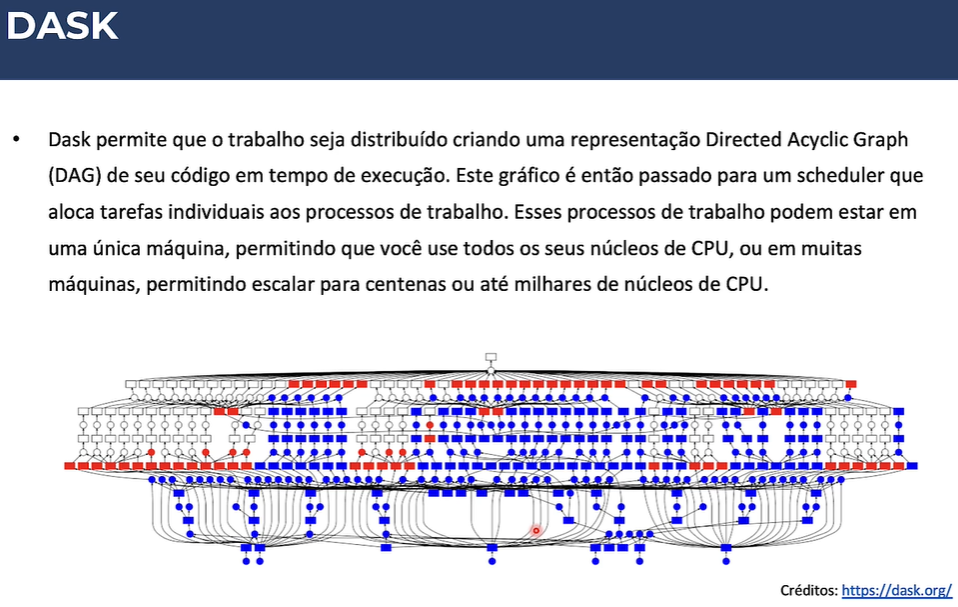 DASK
• Dask permite que o trabalho seja distribuído criando uma representação Directed Acyclic Graph
(DAG) de seu código em tempo de execução. Este gráfico é então passado para um scheduler que
aloca tarefas individuais aos processos de trabalho. Esses processos de trabalho podem estar em
uma única máquina, permitindo que você use todos os seus núcleos de CPU, ou em muitas
máquinas, permitindo escalar para centenas ou até milhares de núcleos de CPU.
Créditos: https://dask.org/